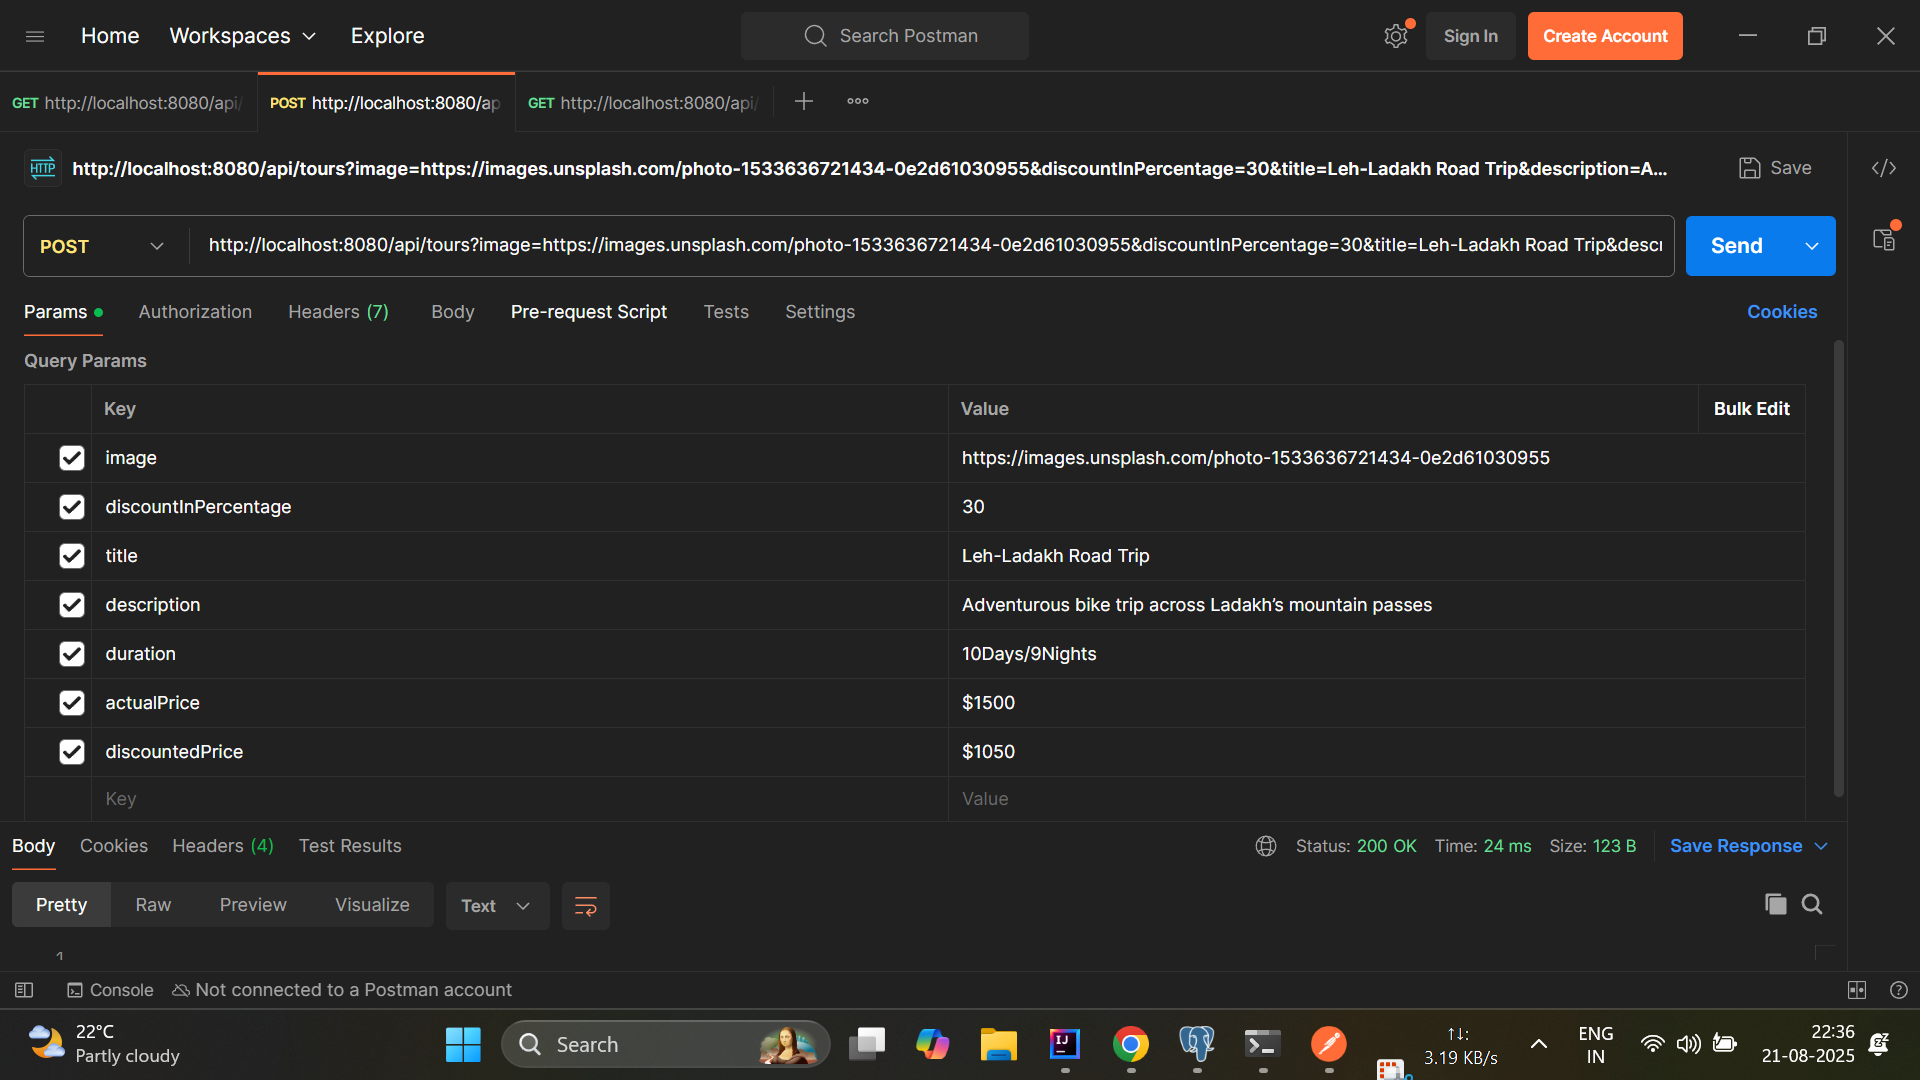 Home Workspaces Explore Search Postman Sign In Create Account
GET http://localhost:8080/api/ POST http://localhost:8080/ap GET http://localhost:8080/api/
HTTP http://localhost:8080/api/tours?image=https://images.unsplash.com/photo-1533636721434-0e2d61030955&discountInPercentage=30&title=Leh-Ladakh Road Trip&description=A... Save
POST http://localhost:8080/api/tours?image=https://images.unsplash.com/photo-1533636721434-0e2d61030955&discountInPercentage=30&title=Leh-Ladakh Road Trip&descr Send
Params Authorization Headers (7) Body Pre-request Script Tests Settings Cookies
Query Params
Key Value Bulk Edit
image https://images.unsplash.com/photo-1533636721434-0e2d61030955
discountInPercentage 30
title Leh-Ladakh Road Trip
description Adventurous bike trip across Ladakh’s mountain passes
duration 10Days/9Nights
actualPrice $1500
discountedPrice $1050
Key Value
Body Cookies Headers (4) Test Results Status: 200 OK Time: 24 ms Size: 123 B Save Response
Pretty Raw Preview Visualize Text
1
Console Not connected to a Postman account
22°C
Partly cloudy
Search
3.19 KB/s
ENG
IN
22:36
21-08-2025